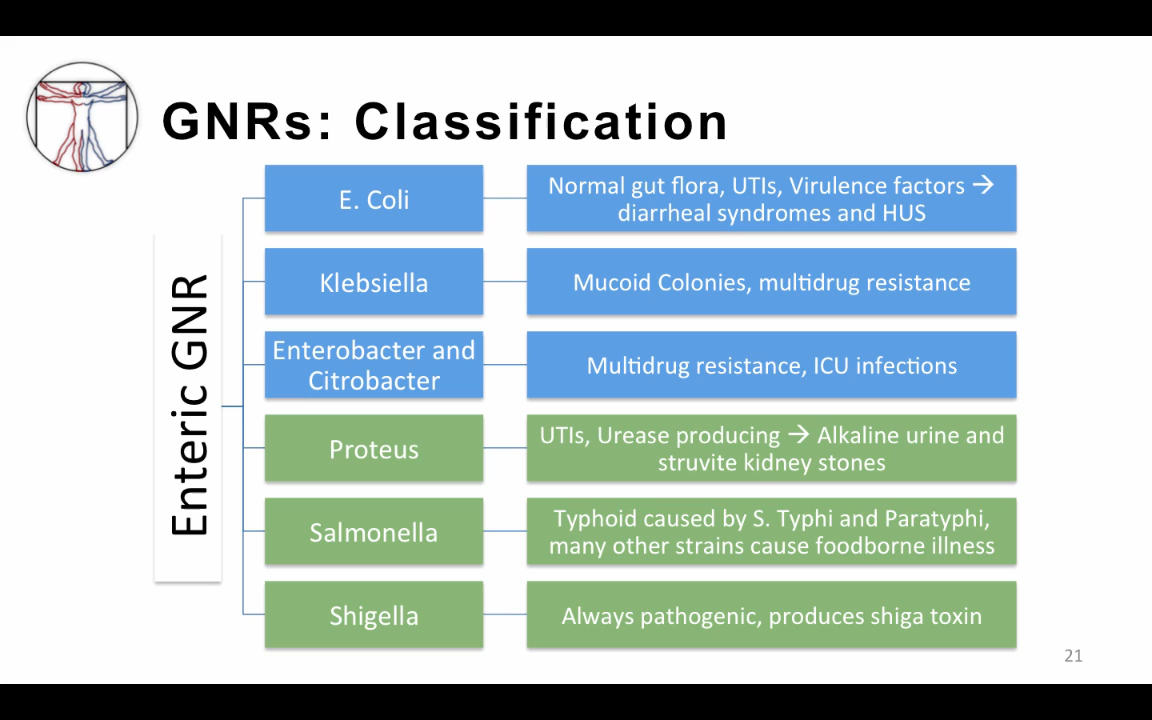 GNRs: Classification
Enteric GNR
E. Coli
Normal gut flora, UTIs, Virulence factors →
diarrheal syndromes and HUS
Klebsiella
Mucoid Colonies, multidrug resistance
Enterobacter and
Citrobacter
Multidrug resistance, ICU infections
Proteus
UTIs, Urease producing → Alkaline urine and
struvite kidney stones
Salmonella
Typhoid caused by S. Typhi and Paratyphi,
many other strains cause foodborne illness
Shigella
Always pathogenic, produces shiga toxin
21